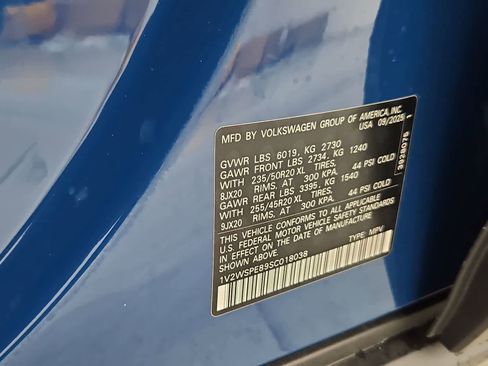 MFD BY VOLKSWAGEN GROUP OF AMERICA, INC.
USA 09/2025
GVWR LBS 6019, KG 2730
GAWR FRONT LBS 2734, KG 1240
WITH 235/50R20 XL TIRES,
8JX20 RIMS, AT 300 KPA, 44 PSI COLD
GAWR REAR LBS 3395, KG 1540
WITH 255/45R20 XL TIRES,
9JX20 RIMS, AT 300 KPA, 44 PSI COLD
THIS VEHICLE CONFORMS TO ALL APPLICABLE
U.S. FEDERAL MOTOR VEHICLE SAFETY STANDARDS
IN EFFECT ON THE DATE OF MANUFACTURE
SHOWN ABOVE.
1V2WSPE89SC018038 TYPE: MPV